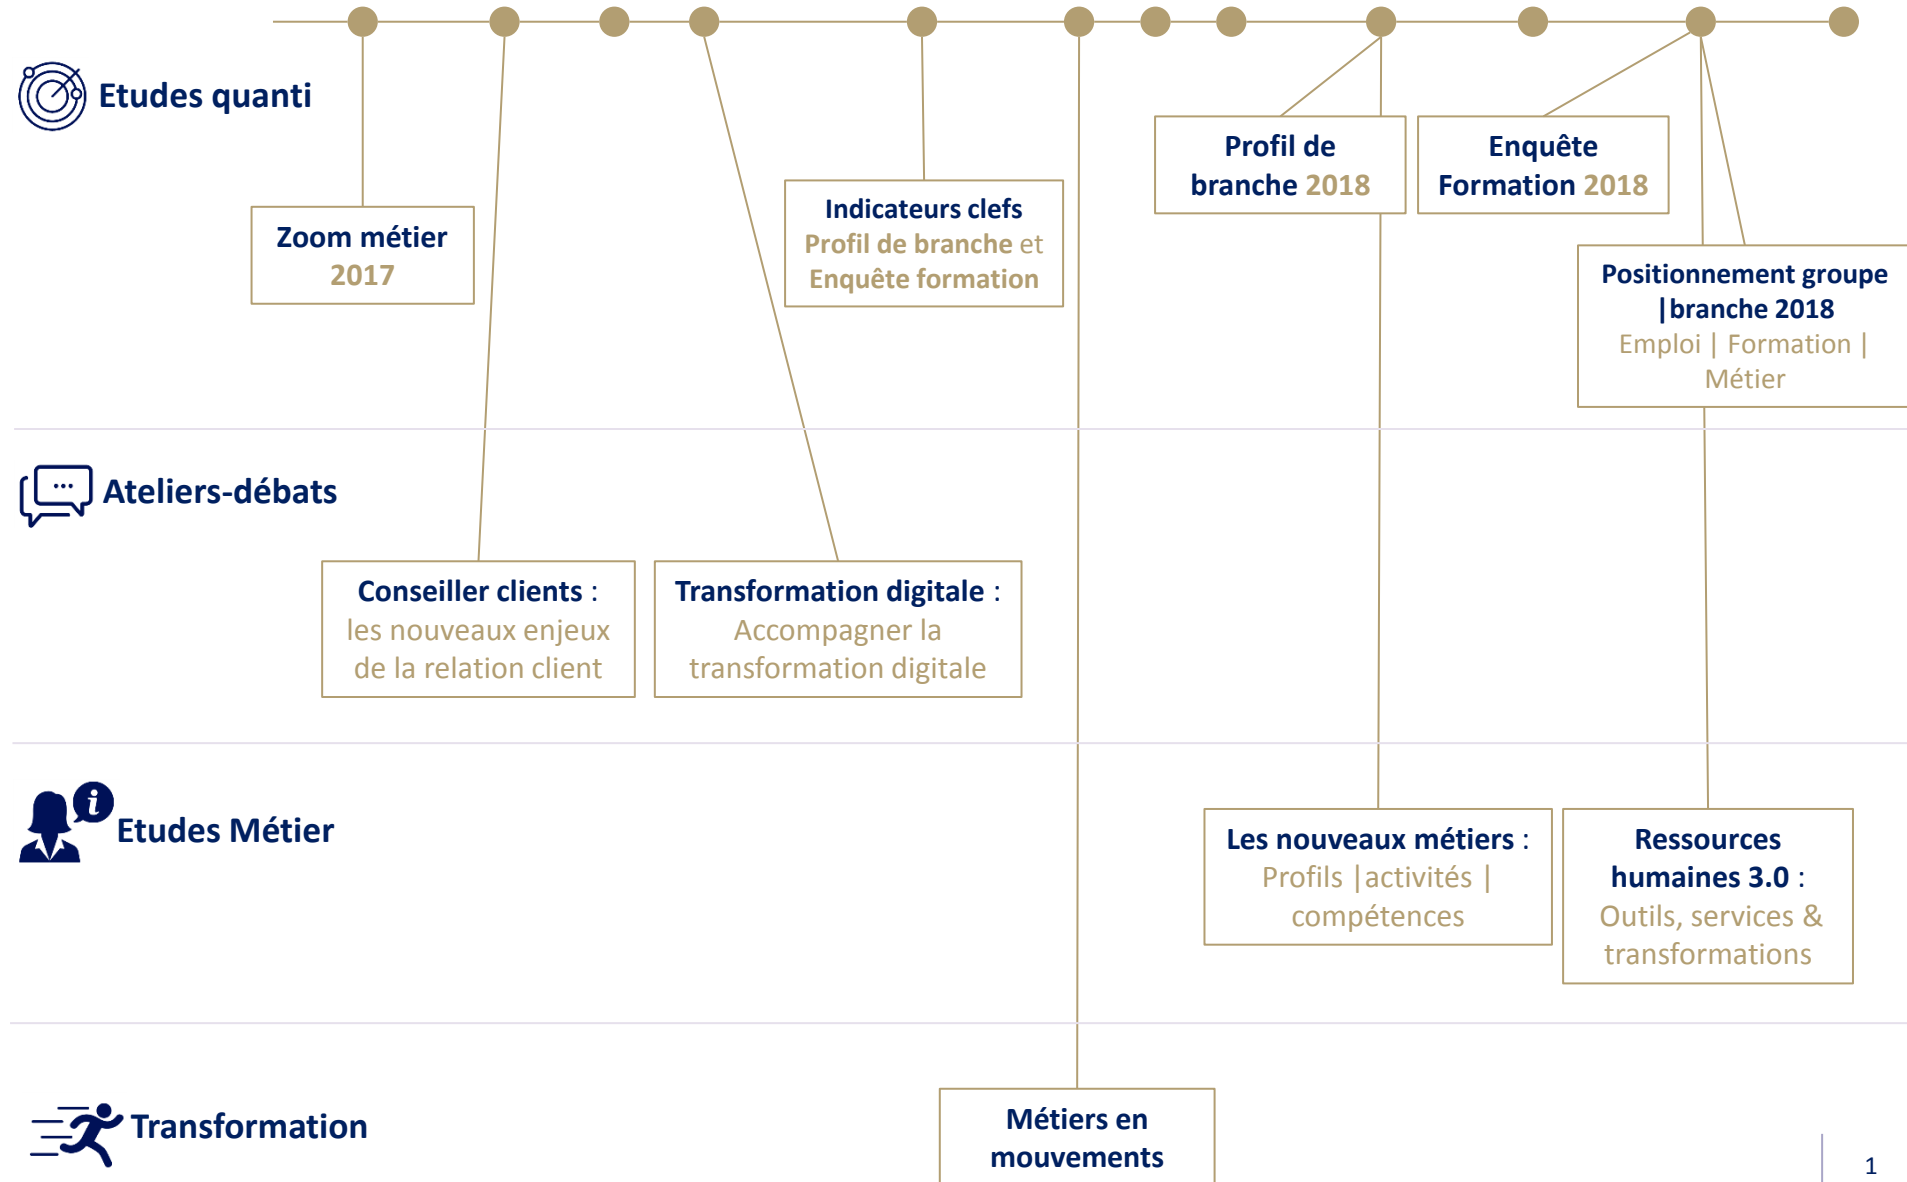 Etudes quanti
Zoom métier
2017
Indicateurs clefs
Profil de branche et
Enquête formation
Profil de
branche 2018
Enquête
Formation 2018
Positionnement groupe
|branche 2018
Emploi | Formation |
Métier
Ateliers-débats
Conseiller clients :
les nouveaux enjeux
de la relation client
Transformation digitale :
Accompagner la
transformation digitale
Etudes Métier
Les nouveaux métiers :
Profils |activités |
compétences
Ressources
humaines 3.0 :
Outils, services &
transformations
Transformation
Métiers en
mouvements
1